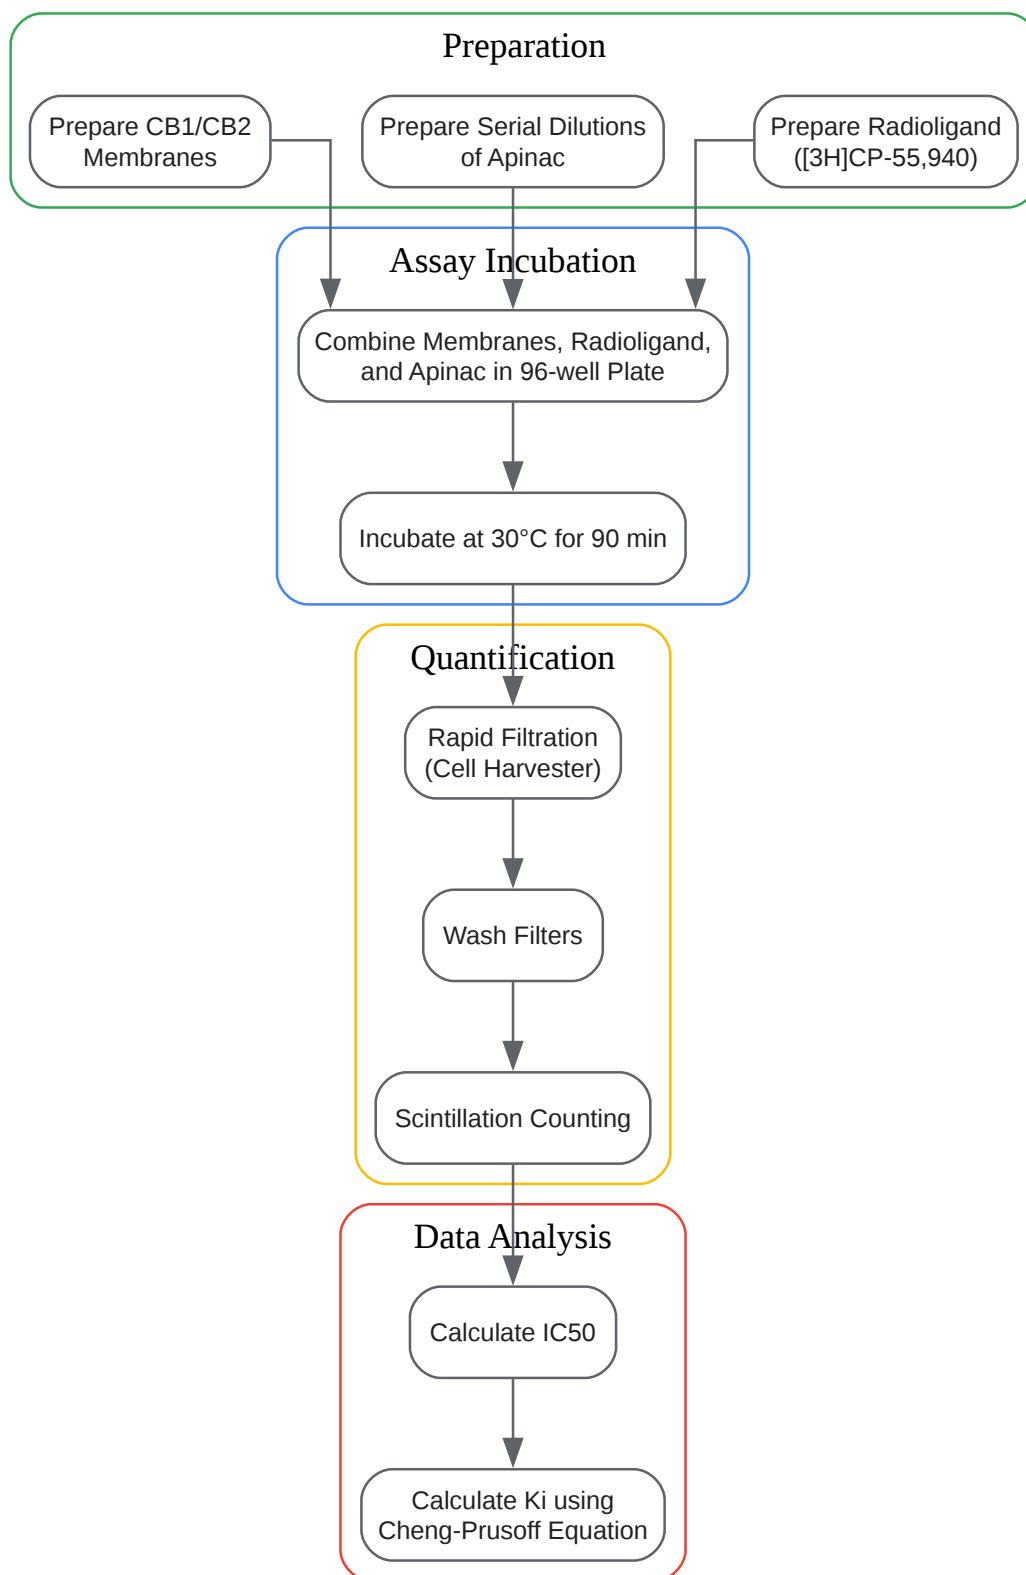 Preparation
Prepare CB1/CB2
Membranes
Prepare Serial Dilutions
of Apinac
Prepare Radioligand
([3H]CP-55,940)
Assay Incubation
Combine Membranes, Radioligand,
and Apinac in 96-well Plate
Incubate at 30°C for 90 min
Quantification
Rapid Filtration
(Cell Harvester)
Wash Filters
Scintillation Counting
Data Analysis
Calculate IC50
Calculate Ki using
Cheng-Prusoff Equation